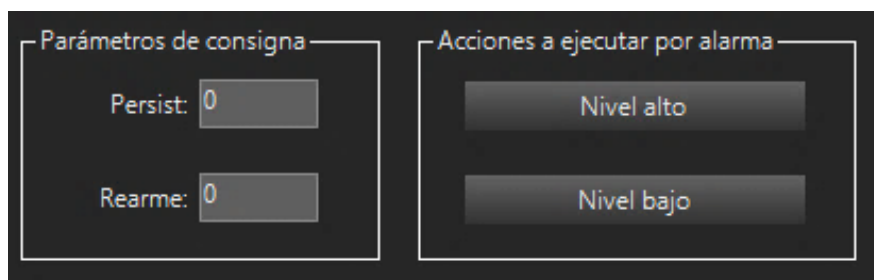 Parámetros de consigna
Persist: 0
Rearme: 0
Acciones a ejecutar por alarma
Nivel alto
Nivel bajo